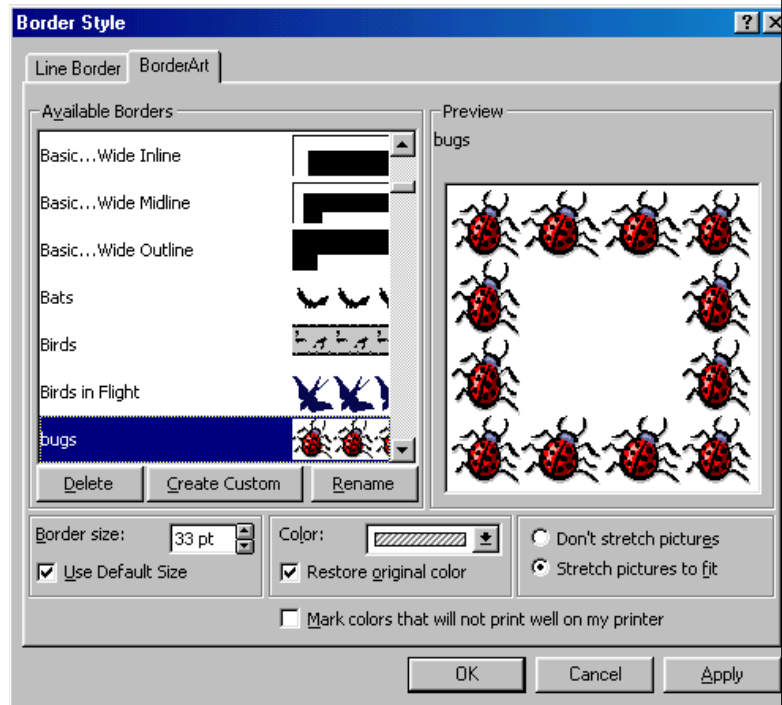 Border Style
Line Border BorderArt
Available Borders
Basic...Wide Inline
Basic...Wide Midline
Basic...Wide Outline
Bats
Birds
Birds in Flight
bugs
Delete Create Custom Rename
Preview
bugs
Border size: 33 pt
Use Default Size
Color:
Restore original color
Don't stretch pictures
Stretch pictures to fit
Mark colors that will not print well on my printer
OK Cancel Apply